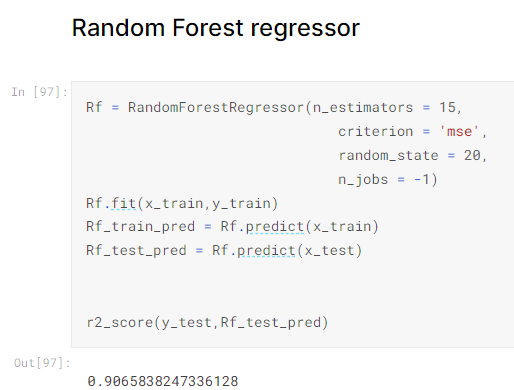 Random Forest regressor
In [97]:
Rf = RandomForestRegressor(n_estimators = 15,
criterion = 'mse',
random_state = 20,
n_jobs = -1)
Rf.fit(x_train,y_train)
Rf_train_pred = Rf.predict(x_train)
Rf_test_pred = Rf.predict(x_test)
r2_score(y_test,Rf_test_pred)
Out[97]:
0.9065838247336128